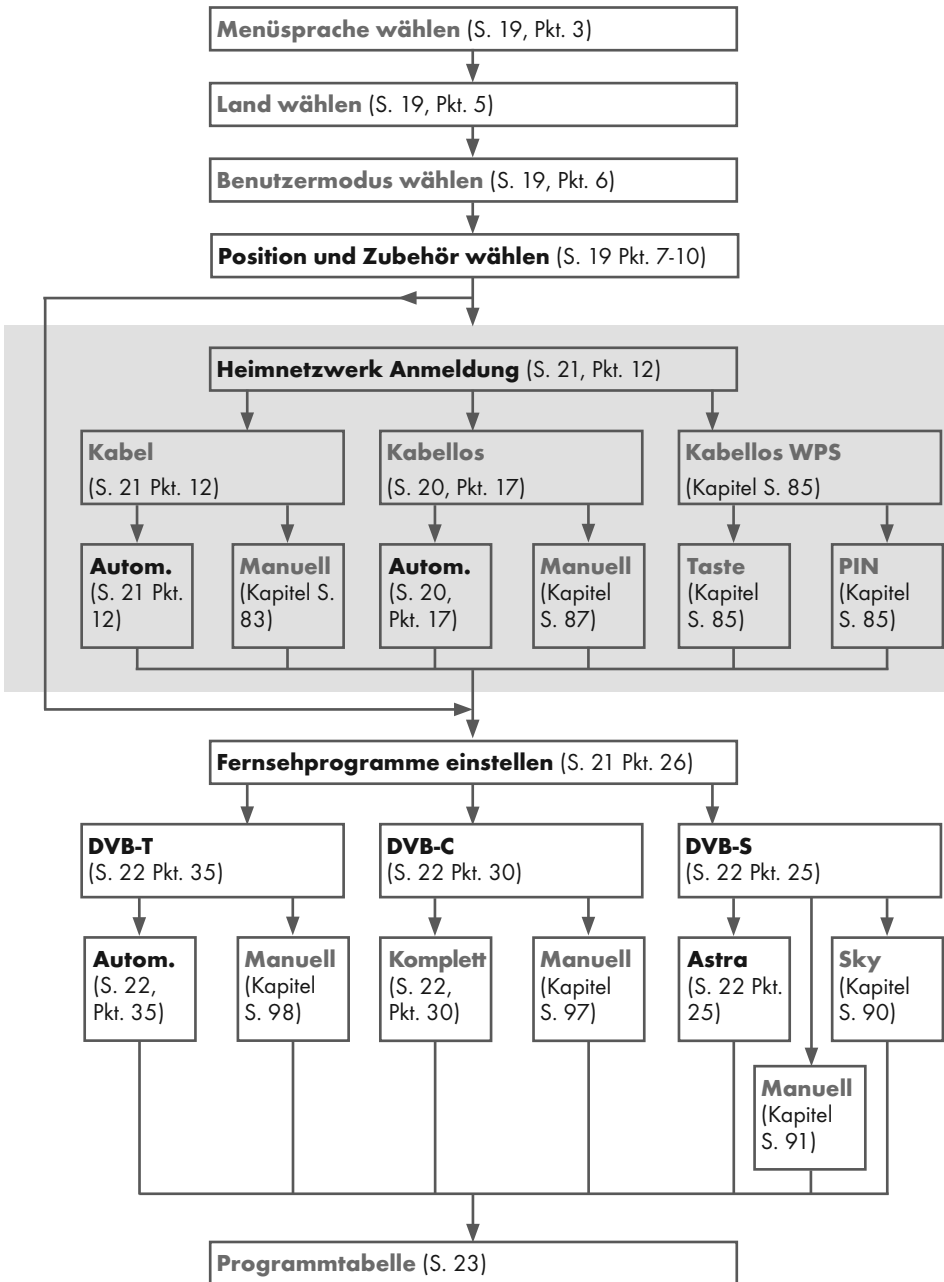 Menüsprache wählen (S. 19, Pkt. 3)
Land wählen (S. 19, Pkt. 5)
Benutzermodus wählen (S. 19, Pkt. 6)
Position und Zubehör wählen (S. 19 Pkt. 7-10)
Heimnetzwerk Anmeldung (S. 21, Pkt. 12)
Kabel
(S. 21 Pkt. 12)
Kabellos
(S. 20, Pkt. 17)
Kabellos WPS
(Kapitel S. 85)
Autom.
(S. 21 Pkt.
12)
Manuell
(Kapitel S.
83)
Autom.
(S. 20,
Pkt. 17)
Manuell
(Kapitel
S. 87)
Taste
(Kapitel
S. 85)
PIN
(Kapitel
S. 85)
Fernsehprogramme einstellen (S. 21 Pkt. 26)
DVB-T
(S. 22 Pkt. 35)
DVB-C
(S. 22 Pkt. 30)
DVB-S
(S. 22 Pkt. 25)
Autom.
(S. 22,
Pkt. 35)
Manuell
(Kapitel
S. 98)
Komplett
(S. 22,
Pkt. 30)
Manuell
(Kapitel
S. 97)
Astra
(S. 22 Pkt.
25)
Sky
(Kapitel
S. 90)
Manuell
(Kapitel
S. 91)
Programmtabelle (S. 23)